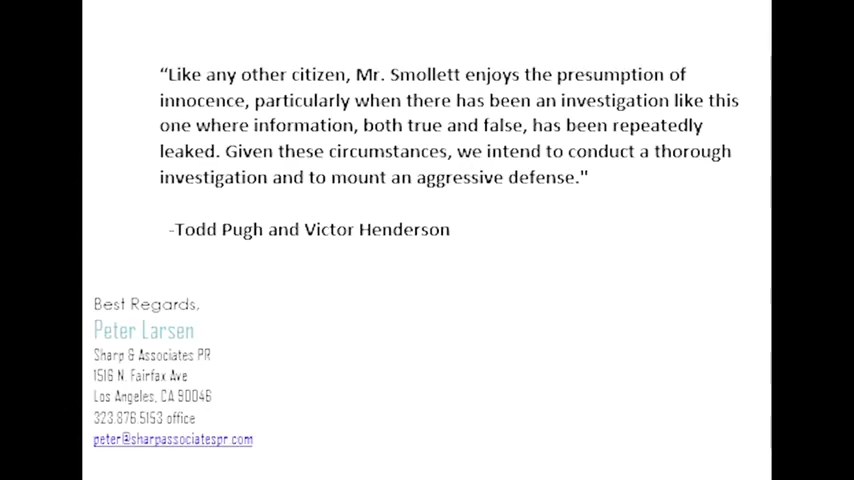 “Like any other citizen, Mr. Smollett enjoys the presumption of
innocence, particularly when there has been an investigation like this
one where information, both true and false, has been repeatedly
leaked. Given these circumstances, we intend to conduct a thorough
investigation and to mount an aggressive defense."
-Todd Pugh and Victor Henderson
Best Regards,
Peter Larsen
Sharp & Associates PR
1516 N. Fairfax Ave
Los Angeles, CA 90046
323.876.5153 office
peter@sharpassociatespr.com